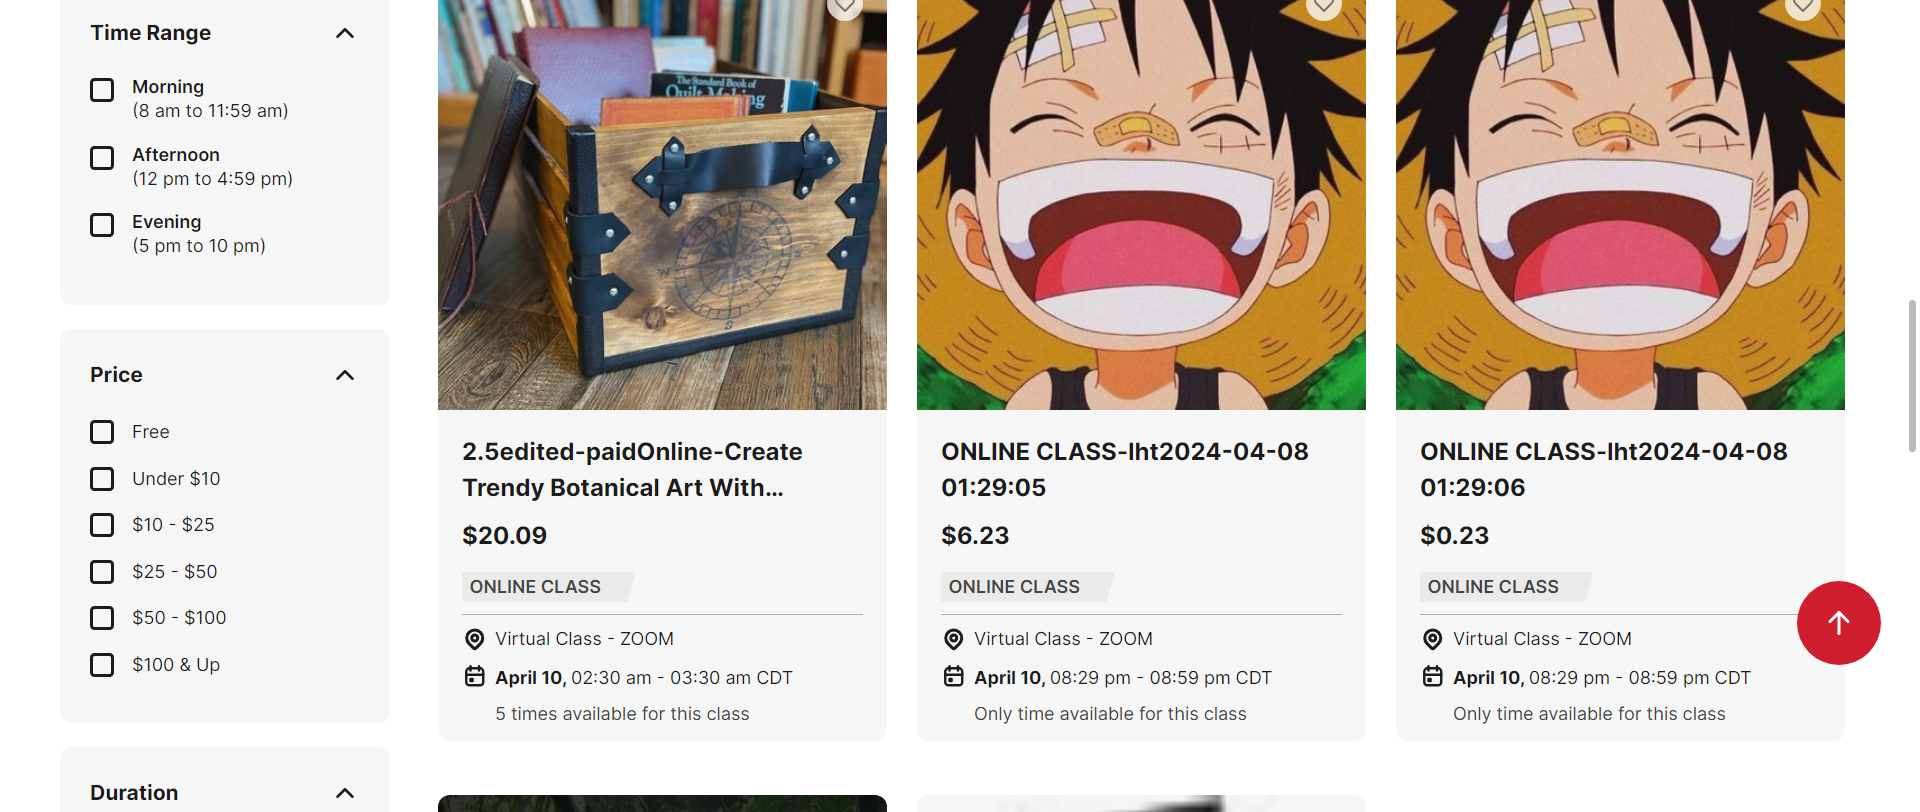 Time Range
Morning
(8 am to 11:59 am)
Afternoon
(12 pm to 4:59 pm)
Evening
(5 pm to 10 pm)
Price
Free
Under $10
$10 - $25
$25 - $50
$50 - $100
$100 & Up
Duration
The Standard Book of
Quilt Making
W
S
2.5edited-paidOnline-Create
Trendy Botanical Art With...
$20.09
ONLINE CLASS
Virtual Class - ZOOM
April 10, 02:30 am - 03:30 am CDT
5 times available for this class
ONLINE CLASS-lht2024-04-08
01:29:05
$6.23
ONLINE CLASS
Virtual Class - ZOOM
April 10, 08:29 pm - 08:59 pm CDT
Only time available for this class
ONLINE CLASS-lht2024-04-08
01:29:06
$0.23
ONLINE CLASS
Virtual Class - ZOOM
April 10, 08:29 pm - 08:59 pm CDT
Only time available for this class